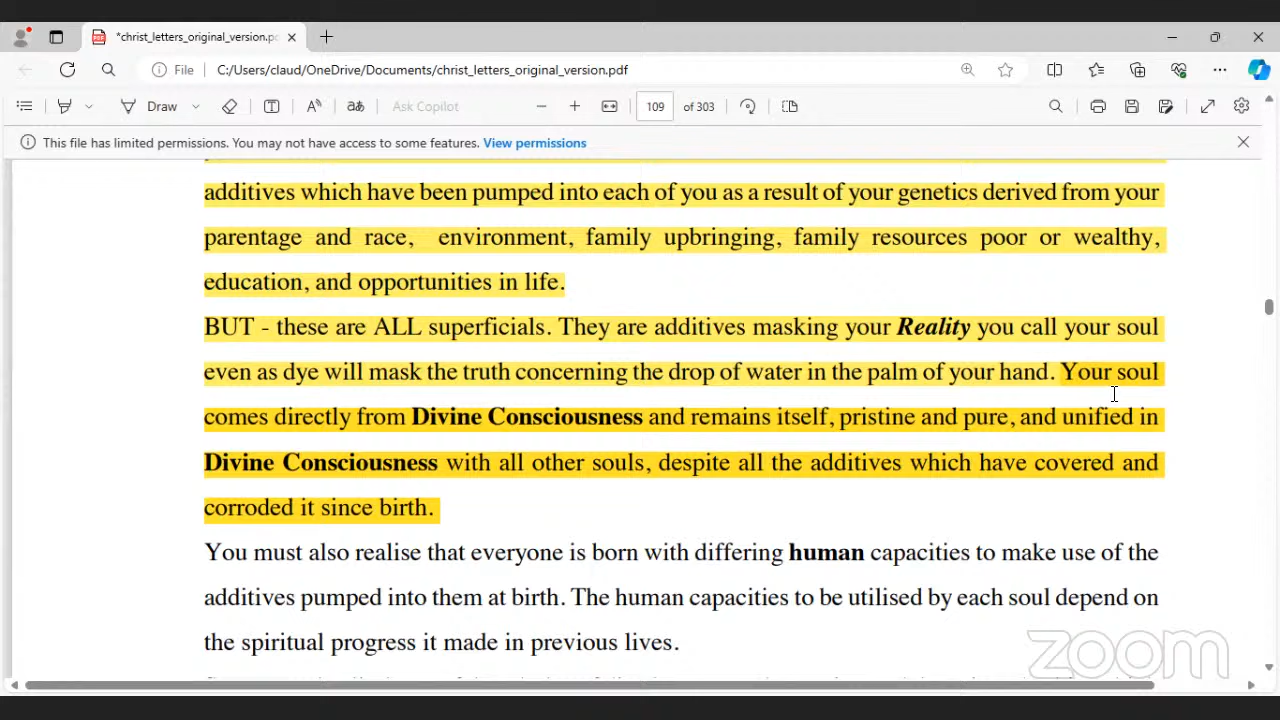 *christ_letters_original_version.pd
File C:/Users/claud/OneDrive/Documents/christ_letters_original_version.pdf
Draw Ask Copilot 109 of 303
This file has limited permissions. You may not have access to some features. View permissions
additives which have been pumped into each of you as a result of your genetics derived from your
parentage and race, environment, family upbringing, family resources poor or wealthy,
education, and opportunities in life.
BUT - these are ALL superficials. They are additives masking your Reality you call your soul
even as dye will mask the truth concerning the drop of water in the palm of your hand. Your soul
comes directly from Divine Consciousness and remains itself, pristine and pure, and unified in
Divine Consciousness with all other souls, despite all the additives which have covered and
corroded it since birth.
You must also realise that everyone is born with differing human capacities to make use of the
additives pumped into them at birth. The human capacities to be utilised by each soul depend on
the spiritual progress it made in previous lives.
zoom